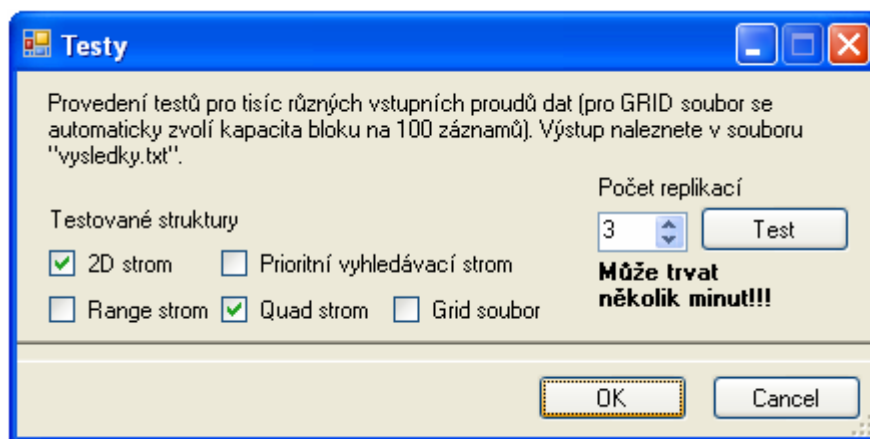 Testy
Provedení testů pro tisíc různých vstupních proudů dat (pro GRID soubor se
automaticky zvolí kapacita bloku na 100 záznamů). Výstup naleznete v souboru
"vysledky.txt".
Počet replikací
Testované struktury
3 Test
2D strom Prioritní vyhledávací strom
Může trvat
několik minut!!!
Range strom Quad strom Grid soubor
OK Cancel